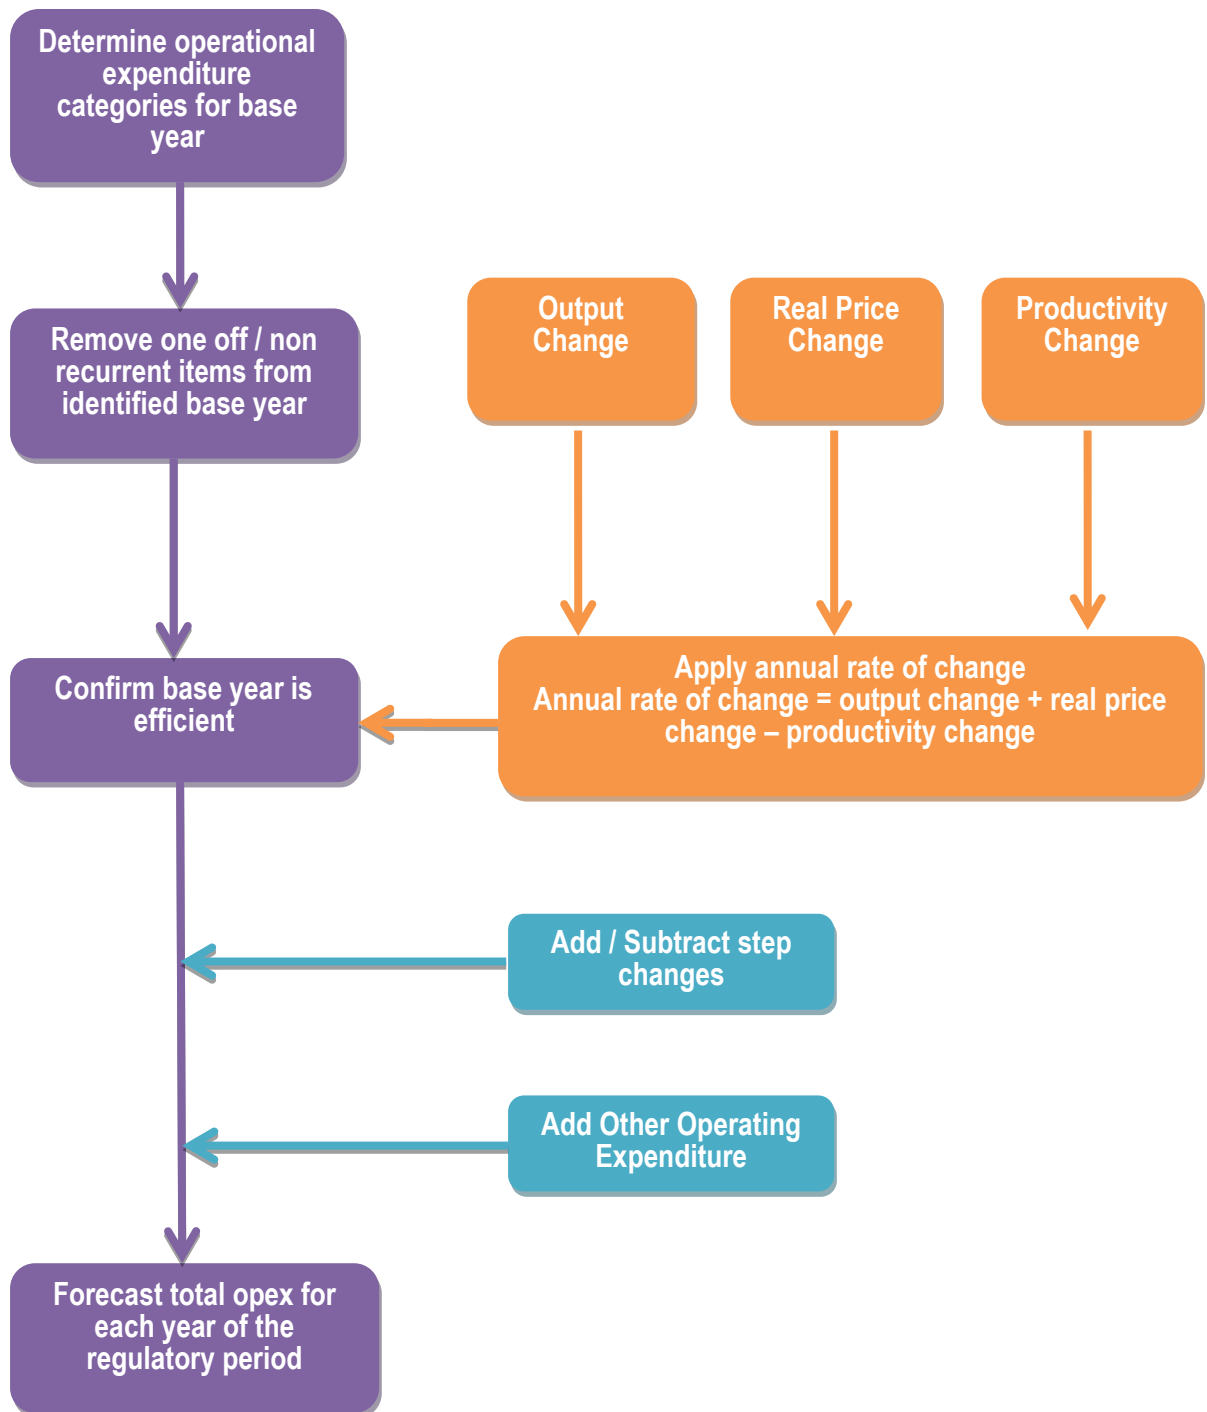 Determine operational
expenditure
categories for base
year
Remove one off / non
recurrent items from
identified base year
Output
Change
Real Price
Change
Productivity
Change
Confirm base year is
efficient
Apply annual rate of change
Annual rate of change = output change + real price
change – productivity change
Add / Subtract step
changes
Add Other Operating
Expenditure
Forecast total opex for
each year of the
regulatory period